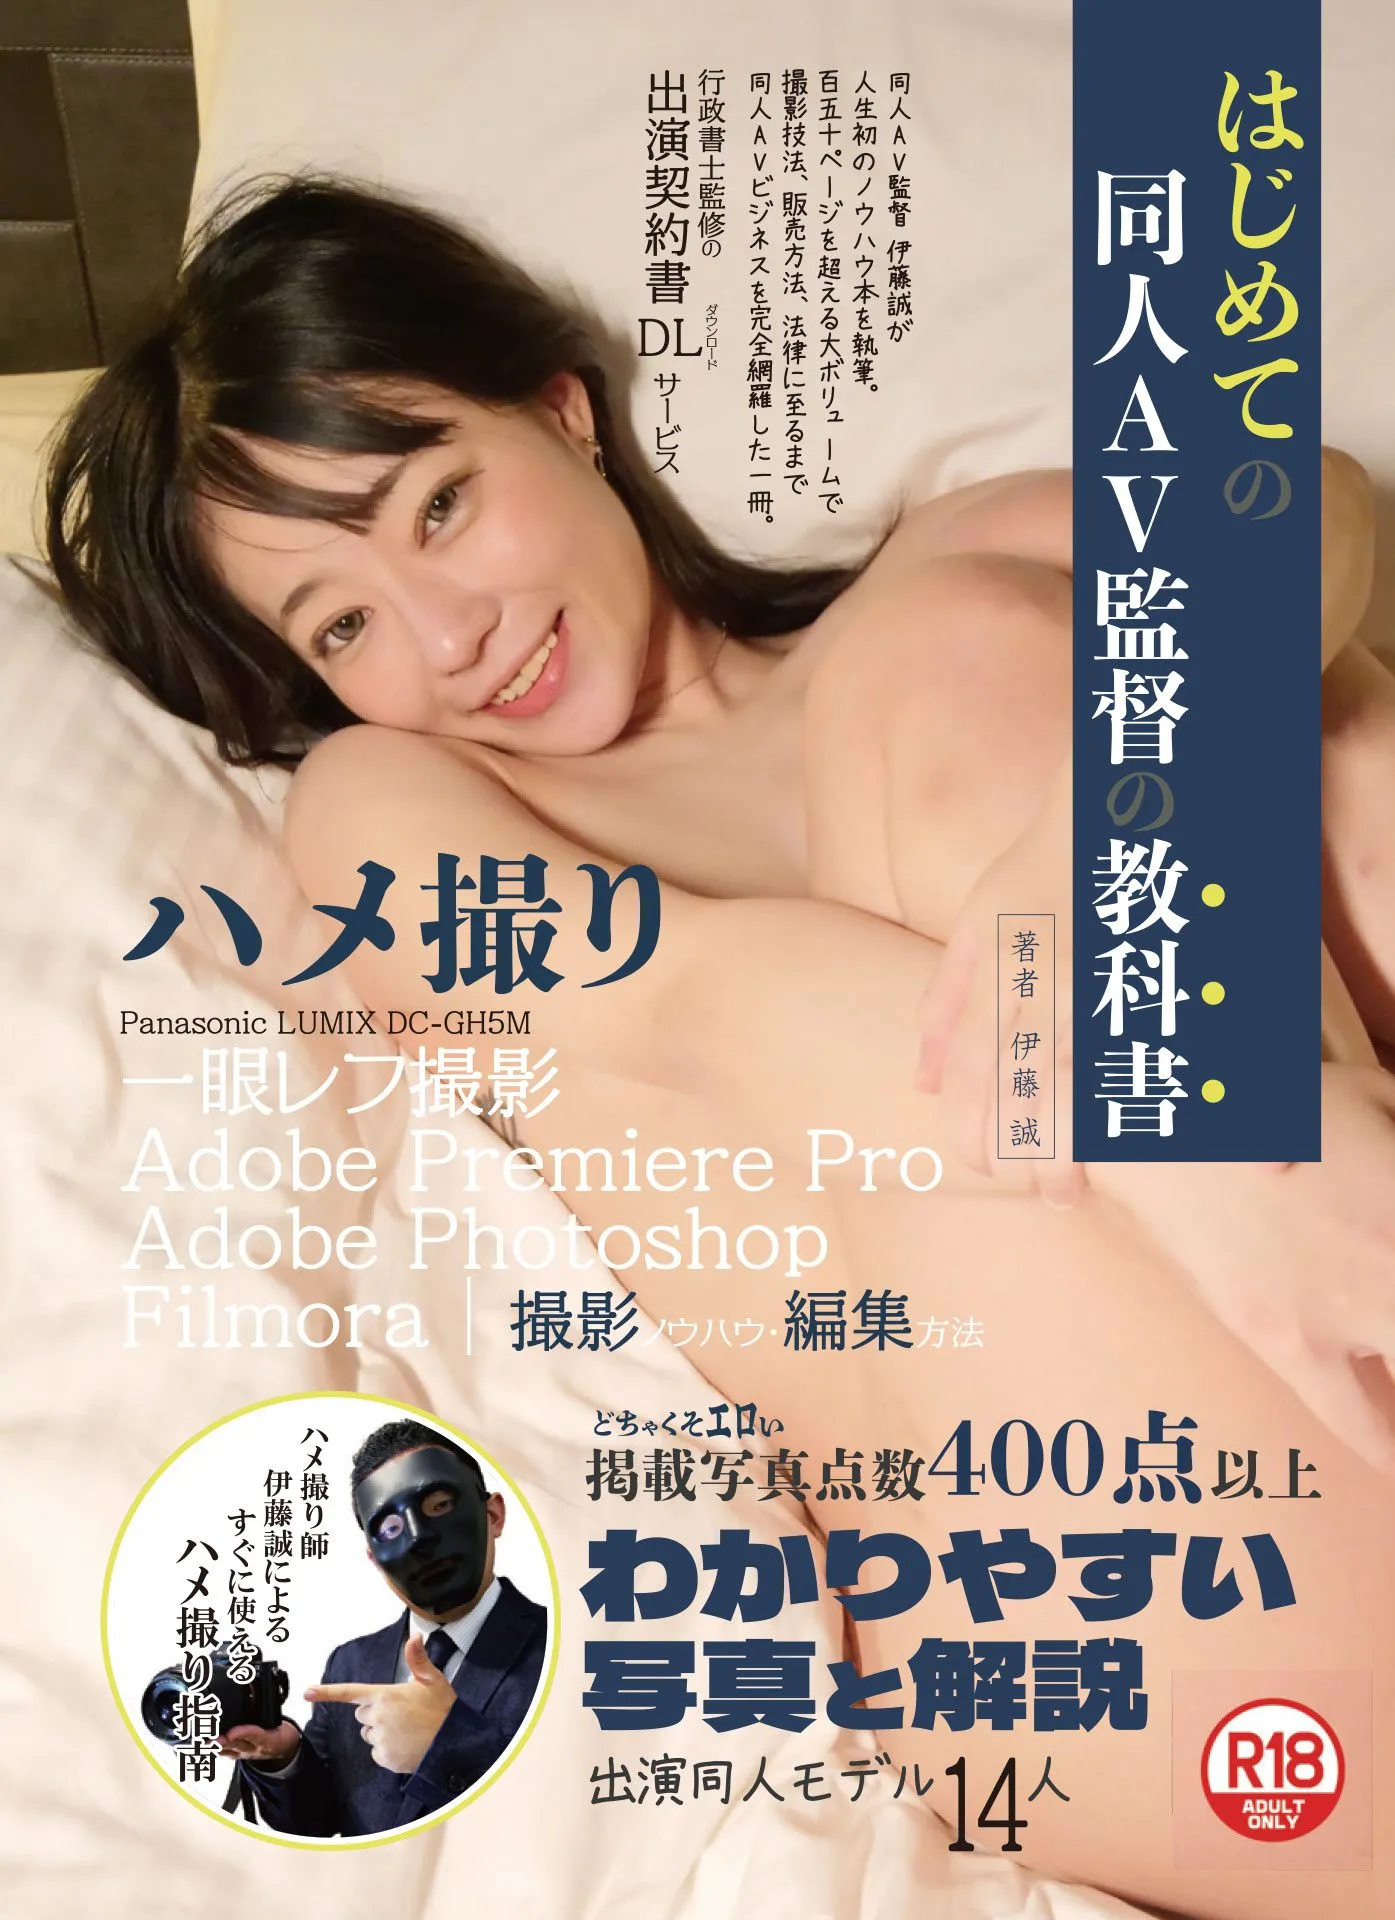 はじめての
同人AV監督の教科書
著者 伊藤誠
同人AV監督 伊藤誠が
人生初のノウハウ本を執筆。
百五十ページを超える大ボリュームで
撮影技法、販売方法、法律に至るまで
同人AVビジネスを完全網羅した一冊。
行政書士監修の
出演契約書DLサービス
ダウンロード
ハメ撮り
Panasonic LUMIX DC-GH5M
一眼レフ撮影
Adobe Premiere Pro
Adobe Photoshop
Filmora｜撮影ノウハウ・編集方法
ハメ撮り師
伊藤誠による
すぐに使える
ハメ撮り指南
どちゃくそエロい
掲載写真点数400点以上
わかりやすい
写真と解説
出演同人モデル14人
R18
ADULT
ONLY